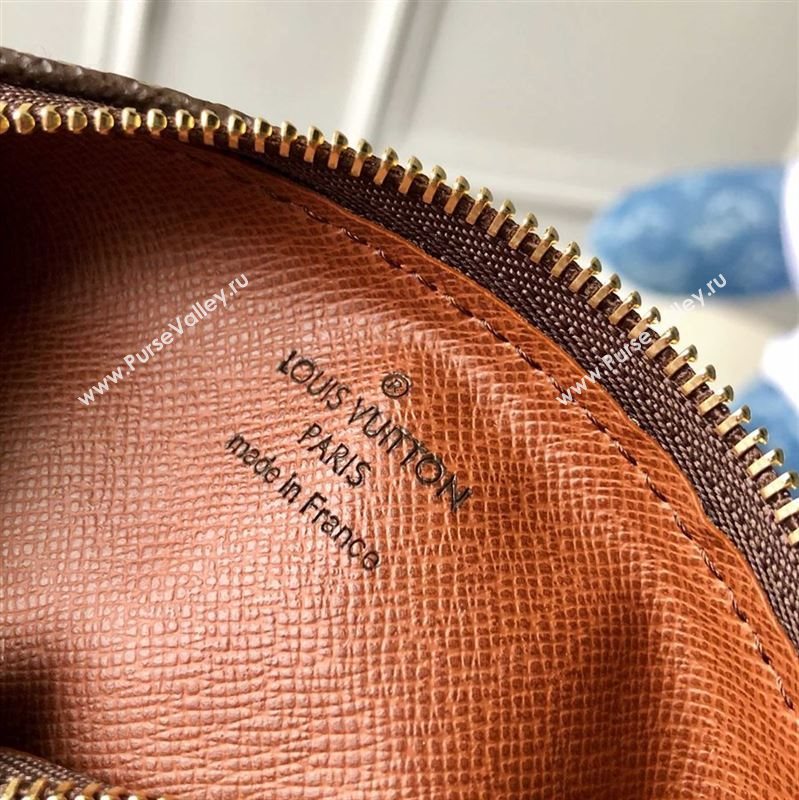 ®
LOUIS VUITTON
PARIS
made in France
www.PurseValley.ru
www.PurseValley.ru